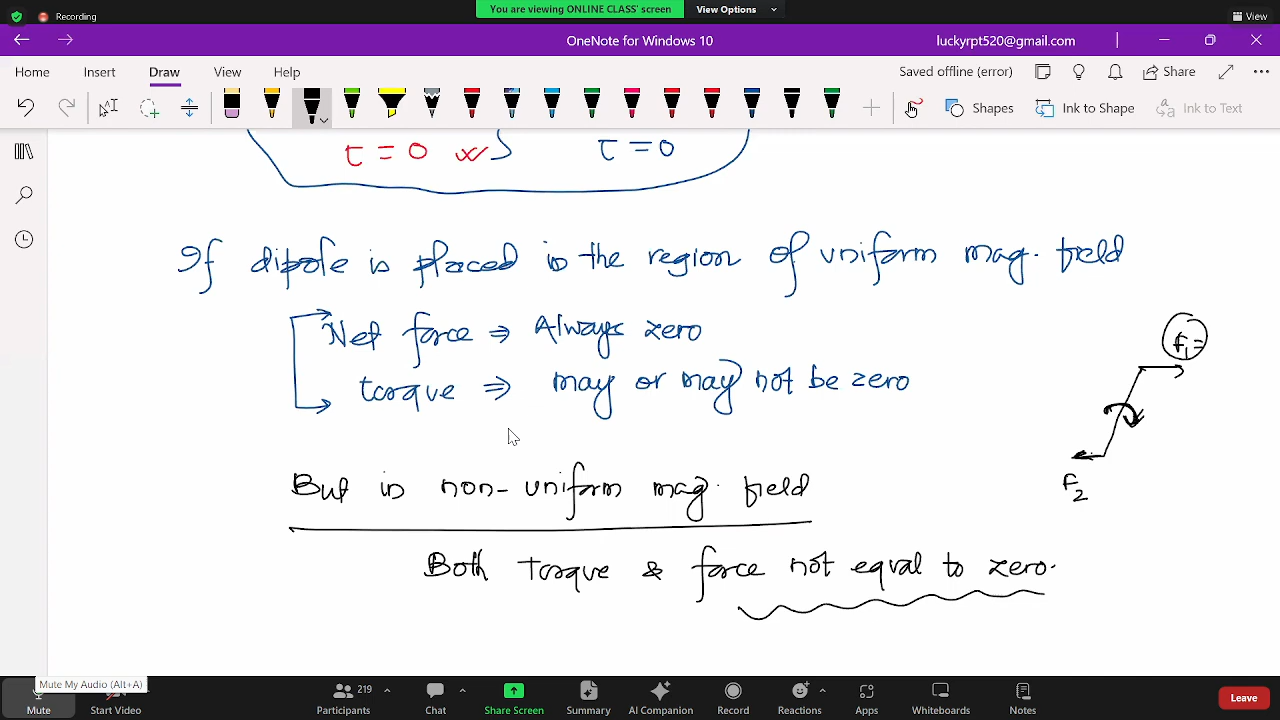 Recording
You are viewing ONLINE CLASS' screen View Options
View
OneNote for Windows 10 luckyrpt520@gmail.com
Home Insert Draw View Help Saved offline (error) Share
Shapes Ink to Shape Ink to Text
τ = 0 τ = 0
If dipole is placed in the region of uniform mag. field
Net force ⇒ Always zero
F₁=
torque ⇒ may or may not be zero
But in non-uniform mag. field
F₂
Both torque & force not equal to zero.
Mute My Audio (Alt+A)
219
Mute Start Video Participants Chat Share Screen Summary AI Companion Record Reactions Apps Whiteboards Notes Leave